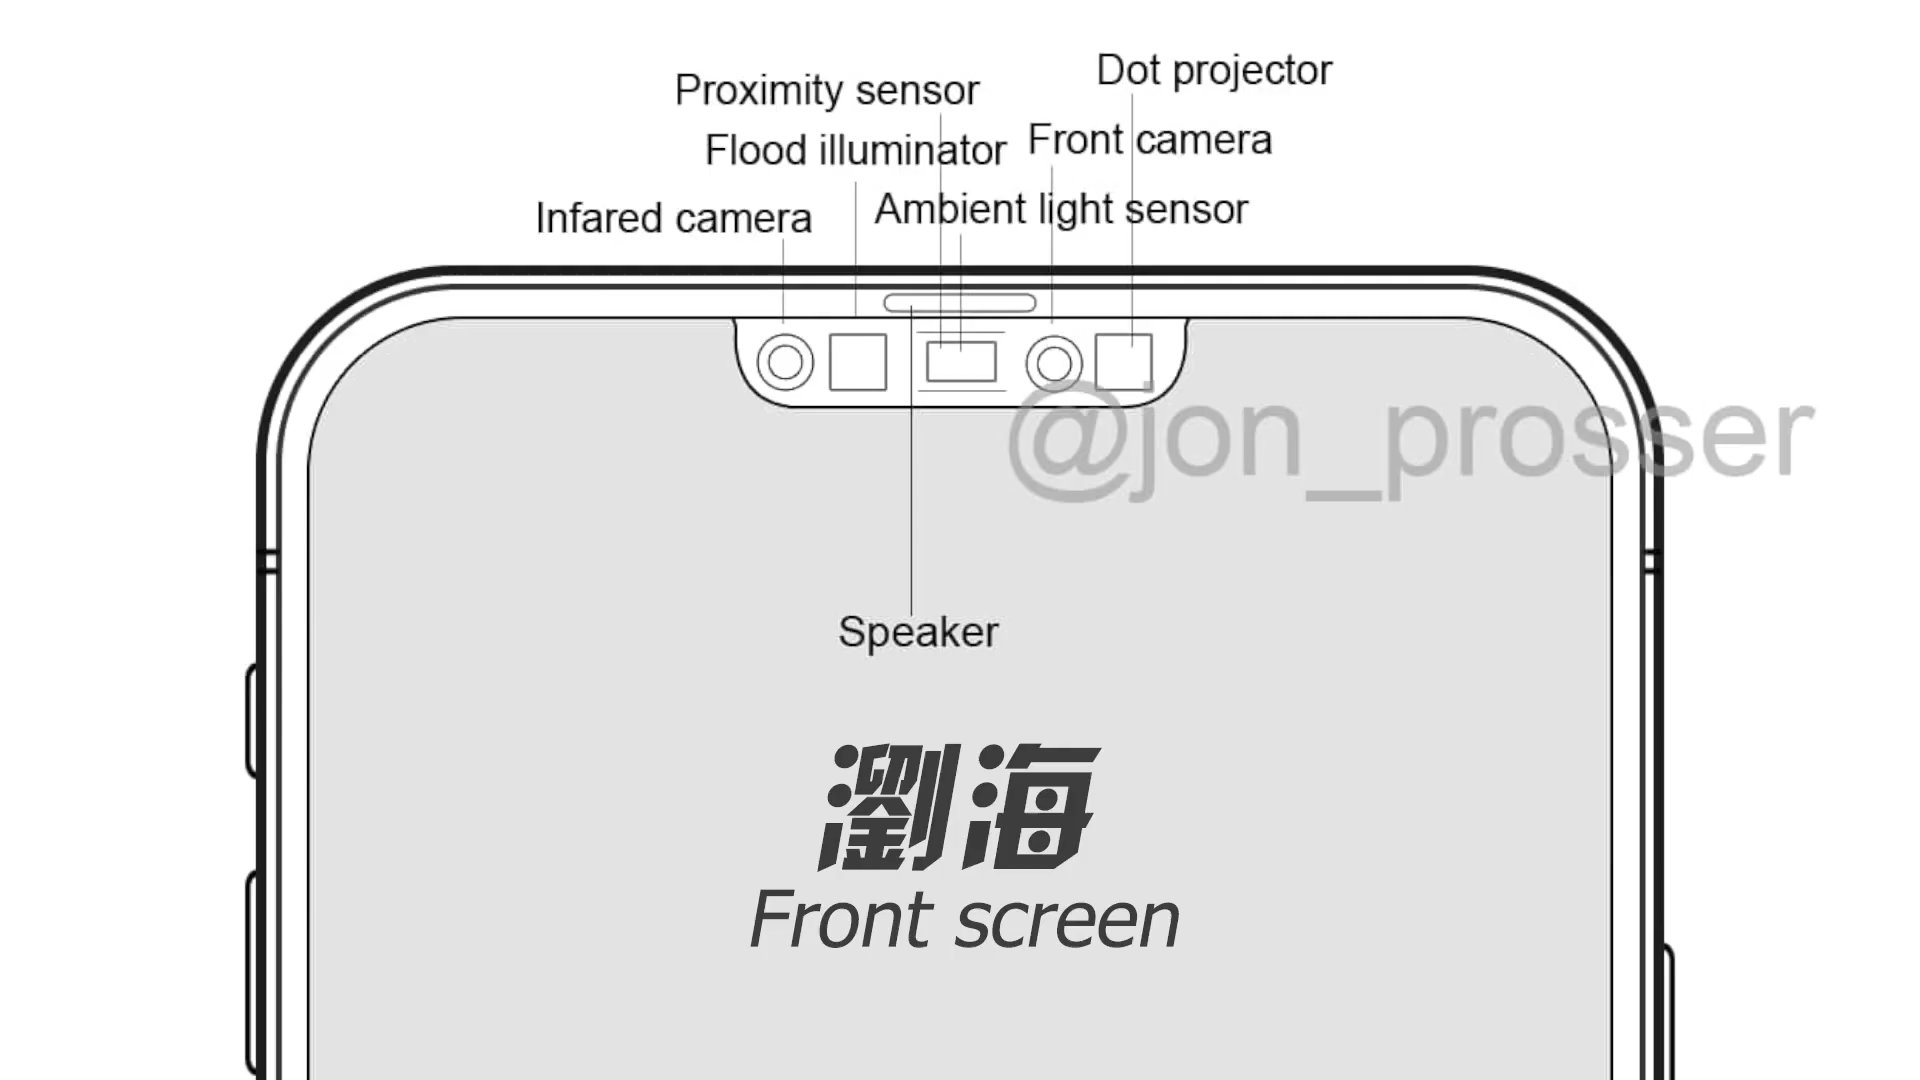 Dot projector
Proximity sensor
Front camera
Flood illuminator
Ambient light sensor
Infared camera
@jon_prosser
Speaker
瀏海
Front screen